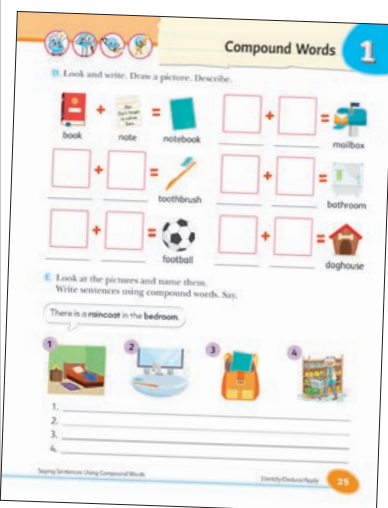 Compound Words 1
D. Look and write. Draw a picture. Describe.
+ = + =
book note notebook mailbox
+ = + =
toothbrush bathroom
+ = + =
football doghouse
E. Look at the pictures and name them.
Write sentences using compound words. Say.
There is a raincoat in the bedroom.
1 2 3 4
1.
2.
3.
4.
Saying Sentences Using Compound Words Identify/Deduce/Apply 25